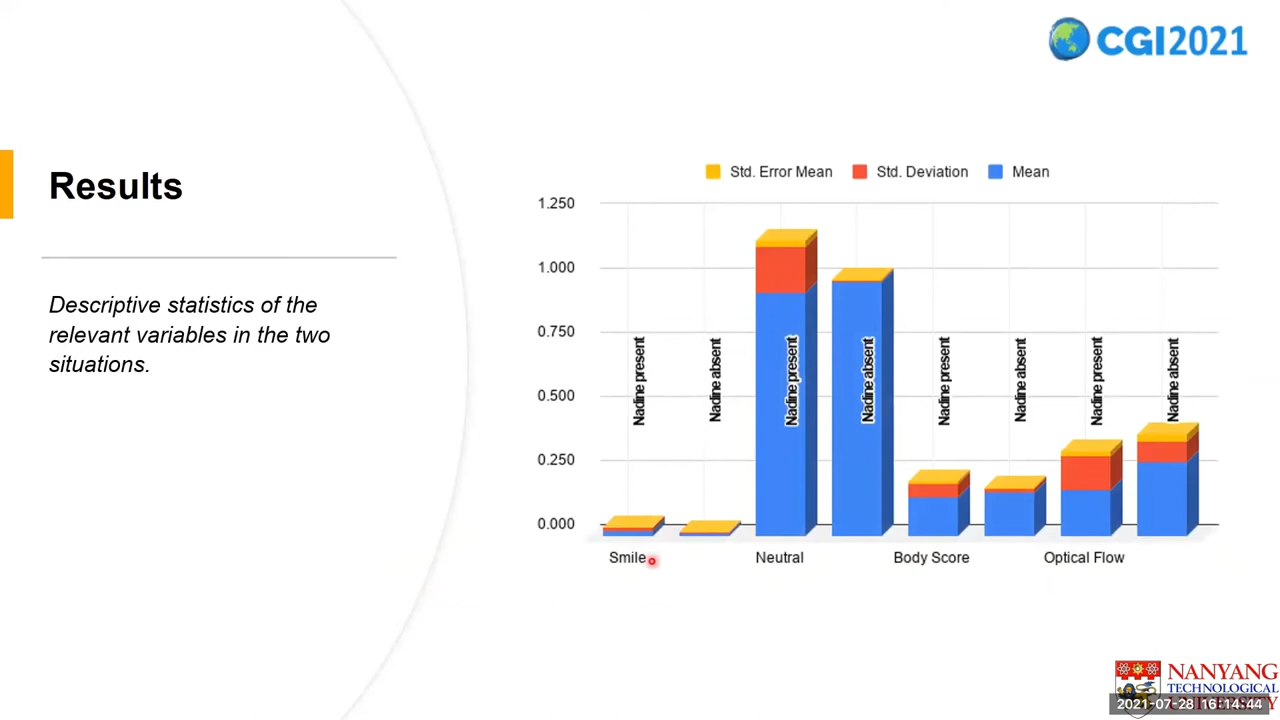 CGI2021
Results
Descriptive statistics of the
relevant variables in the two
situations.
Std. Error Mean
Std. Deviation
Mean
1.250
1.000
0.750
0.500
0.250
0.000
Nadine present
Nadine absent
Nadine present
Nadine absent
Nadine present
Nadine absent
Nadine present
Nadine absent
Smile
Neutral
Body Score
Optical Flow
NANYANG
TECHNOLOGICAL
UNIVERSITY
2021-07-28 16:14:44